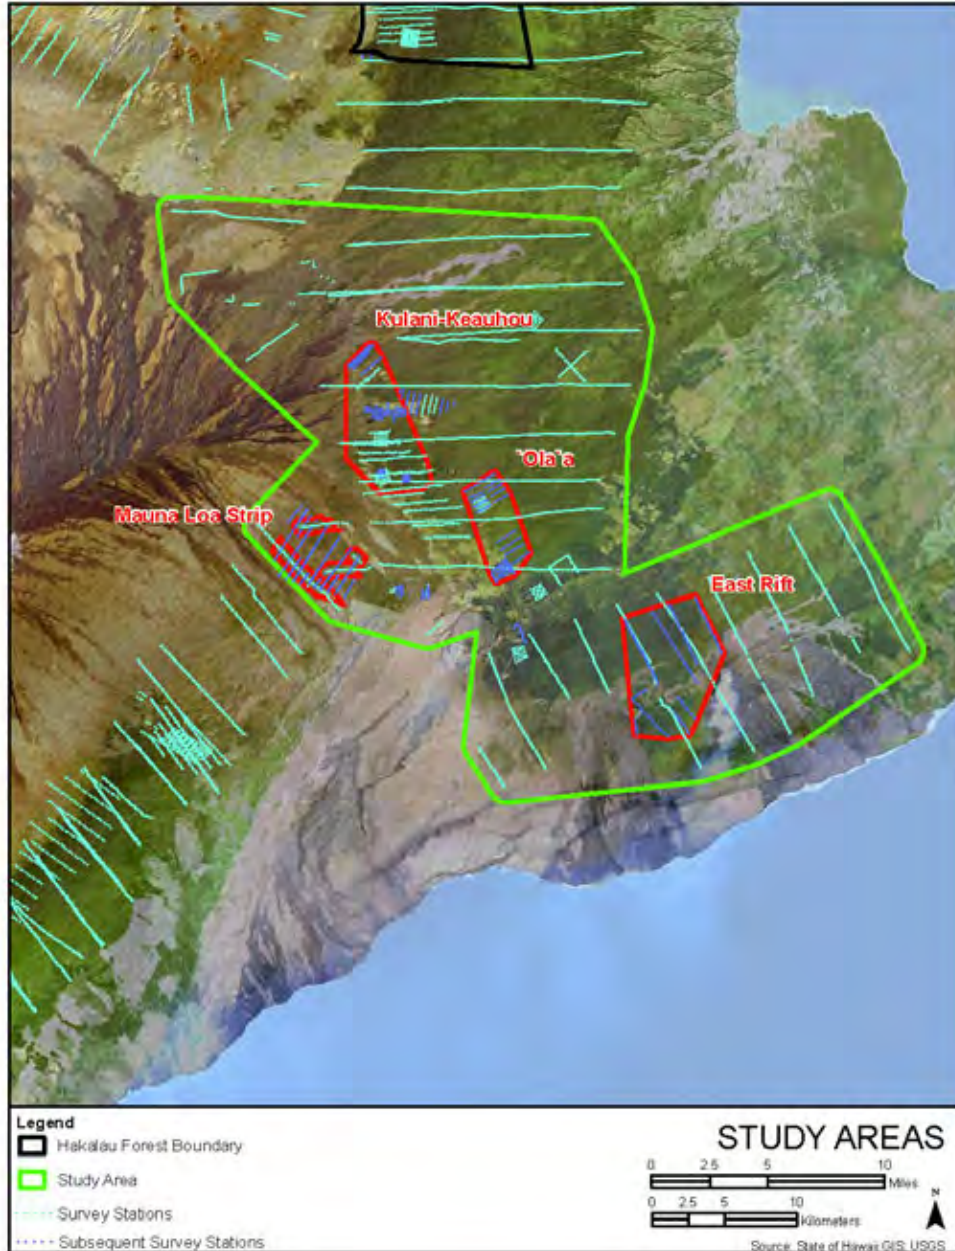 Kulani-Keauhou
`Ola`a
Mauna Loa Strip
East Rift
Legend
Hakalau Forest Boundary
Study Area
Survey Stations
Subsequent Survey Stations
STUDY AREAS
0 2.5 5 10
Miles
0 2.5 5 10
Kilometers
N
Source: State of Hawaii GIS; USGS